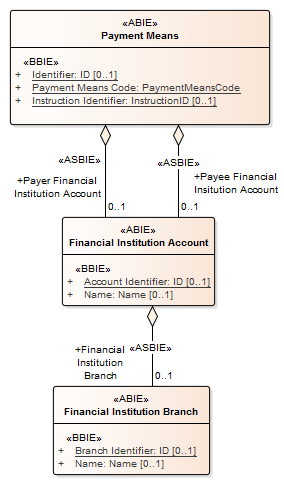 «ABIE»
Payment Means
«BBIE»
+ Identifier: ID [0..1]
+ Payment Means Code: PaymentMeansCode
+ Instruction Identifier: InstructionID [0..1]
«ASBIE» «ASBIE»
+Payer Financial +Payee Financial
Institution Account Insitution Account
0..1 0..1
«ABIE»
Financial Institution Account
«BBIE»
+ Account Identifier: ID [0..1]
+ Name: Name [0..1]
+Financial «ASBIE»
Institution
Branch 0..1
«ABIE»
Financial Institution Branch
«BBIE»
+ Branch Identifier: ID [0..1]
+ Name: Name [0..1]